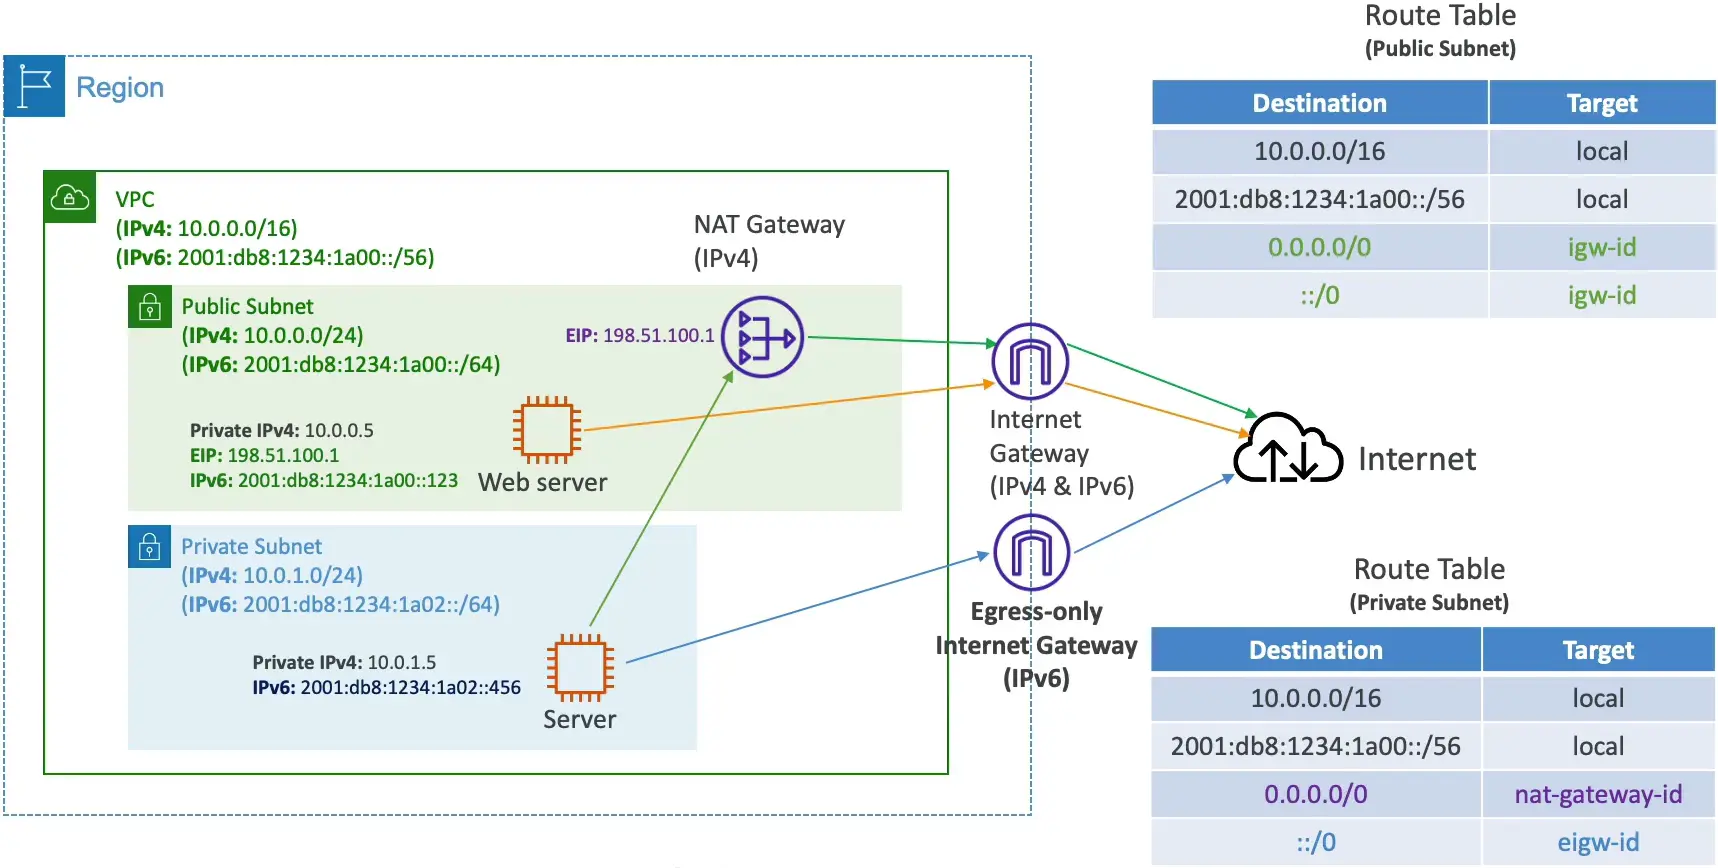 Region
VPC
(IPv4: 10.0.0.0/16)
(IPv6: 2001:db8:1234:1a00::/56)
NAT Gateway
(IPv4)
Public Subnet
(IPv4: 10.0.0.0/24)
(IPv6: 2001:db8:1234:1a00::/64)
EIP: 198.51.100.1
Private IPv4: 10.0.0.5
EIP: 198.51.100.1
IPv6: 2001:db8:1234:1a00::123
Web server
Private Subnet
(IPv4: 10.0.1.0/24)
(IPv6: 2001:db8:1234:1a02::/64)
Private IPv4: 10.0.1.5
IPv6: 2001:db8:1234:1a02::456
Server
Internet
Gateway
(IPv4 & IPv6)
Egress-only
Internet Gateway
(IPv6)
Internet
Route Table
(Public Subnet)
Destination Target
10.0.0.0/16 local
2001:db8:1234:1a00::/56 local
0.0.0.0/0 igw-id
::/0 igw-id
Route Table
(Private Subnet)
Destination Target
10.0.0.0/16 local
2001:db8:1234:1a00::/56 local
0.0.0.0/0 nat-gateway-id
::/0 eigw-id